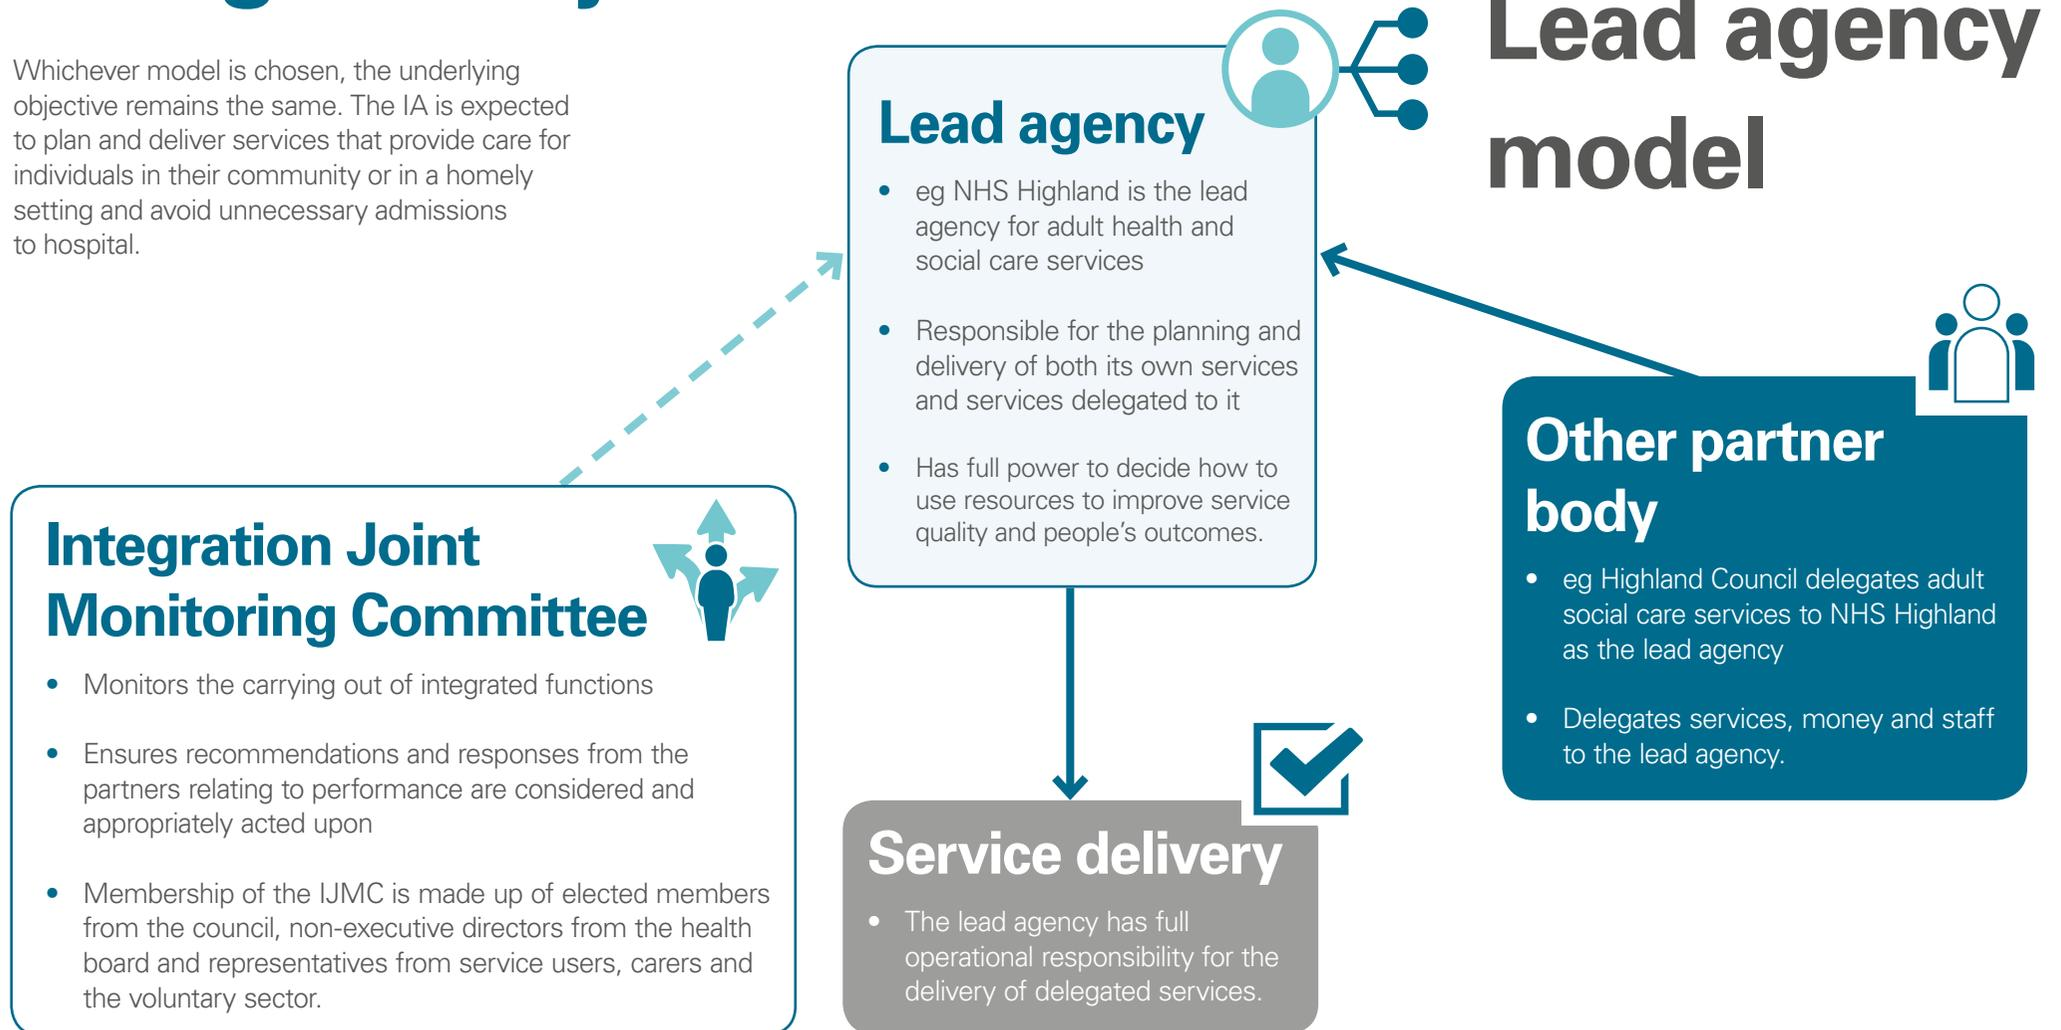 Lead agency
model
Whichever model is chosen, the underlying
objective remains the same. The IA is expected
to plan and deliver services that provide care for
individuals in their community or in a homely
setting and avoid unnecessary admissions
to hospital.
Lead agency
• eg NHS Highland is the lead
agency for adult health and
social care services
• Responsible for the planning and
delivery of both its own services
and services delegated to it
• Has full power to decide how to
use resources to improve service
quality and people’s outcomes.
Other partner
body
• eg Highland Council delegates adult
social care services to NHS Highland
as the lead agency
• Delegates services, money and staff
to the lead agency.
Integration Joint
Monitoring Committee
• Monitors the carrying out of integrated functions
• Ensures recommendations and responses from the
partners relating to performance are considered and
appropriately acted upon
• Membership of the IJMC is made up of elected members
from the council, non-executive directors from the health
board and representatives from service users, carers and
the voluntary sector.
Service delivery
• The lead agency has full
operational responsibility for the
delivery of delegated services.